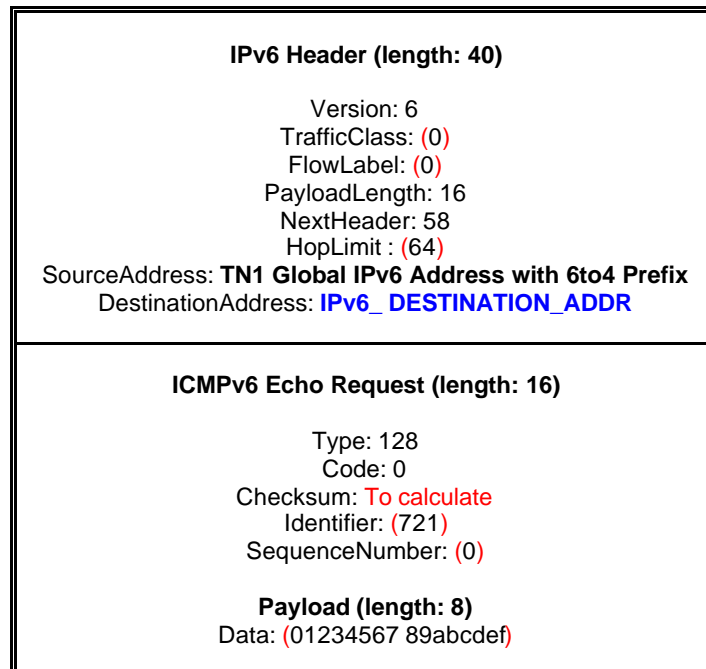 IPv6 Header (length: 40)
Version: 6
TrafficClass: (0)
FlowLabel: (0)
PayloadLength: 16
NextHeader: 58
HopLimit : (64)
SourceAddress: TN1 Global IPv6 Address with 6to4 Prefix
DestinationAddress: IPv6_ DESTINATION_ADDR
ICMPv6 Echo Request (length: 16)
Type: 128
Code: 0
Checksum: To calculate
Identifier: (721)
SequenceNumber: (0)
Payload (length: 8)
Data: (01234567 89abcdef)